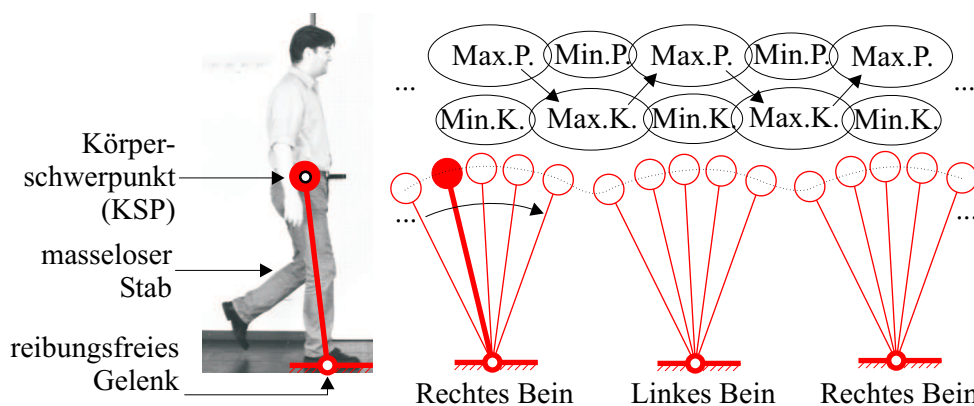 Körper-
schwerpunkt
(KSP)
masseloser
Stab
reibungsfreies
Gelenk
Max.P. Min.P. Max.P. Min.P. Max.P.
... ...
Min.K. Max.K. Min.K. Max.K. Min.K.
... ...
Rechtes Bein Linkes Bein Rechtes Bein